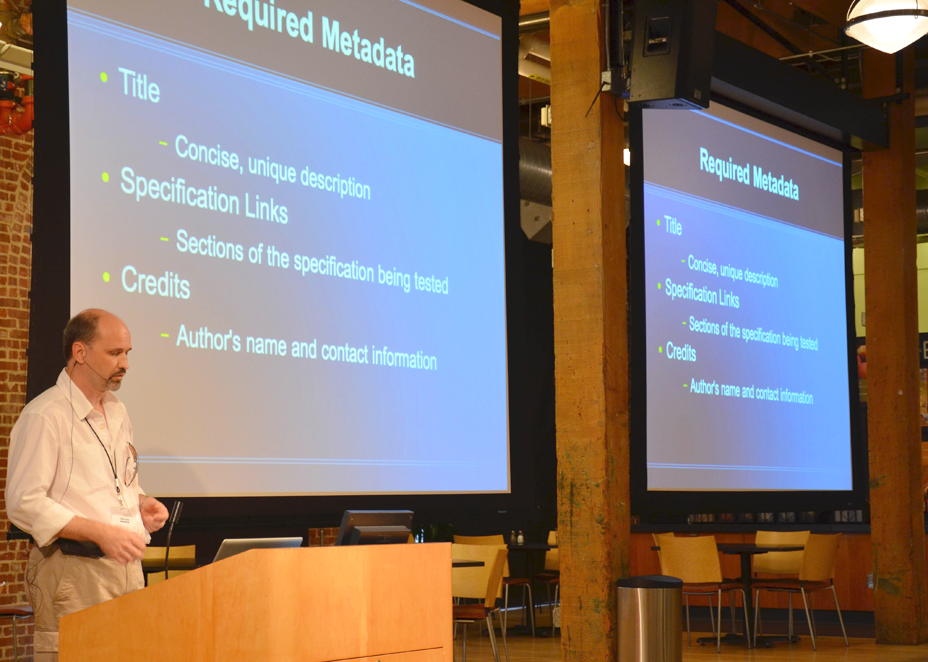 Required Metadata
• Title
– Concise, unique description
• Specification Links
– Sections of the specification being tested
• Credits
– Author's name and contact information
Required Metadata
• Title
– Concise, unique description
• Specification Links
– Sections of the specification being tested
• Credits
– Author's name and contact information